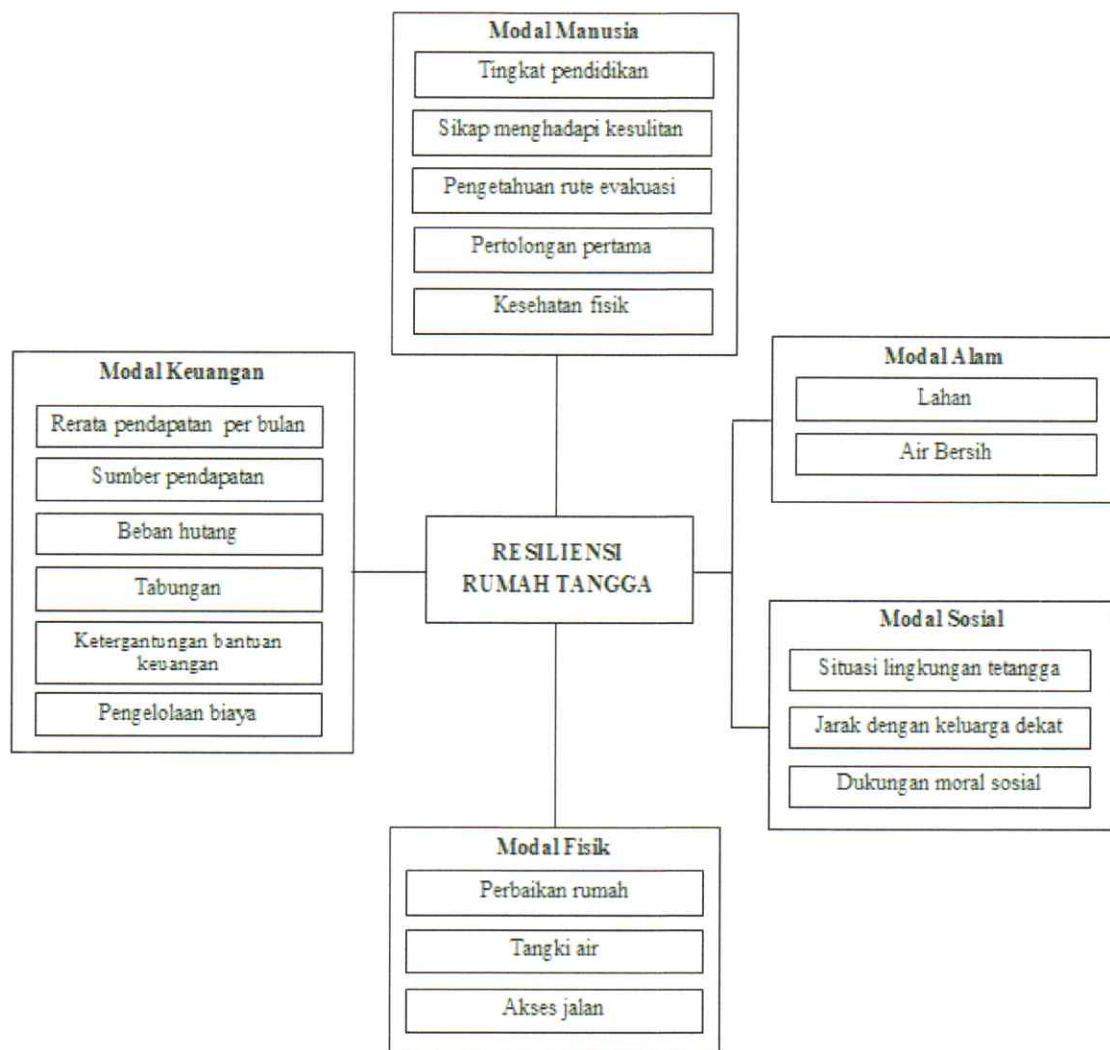 Modal Manusia
Tingkat pendidikan
Sikap menghadapi kesulitan
Pengetahuan rute evakuasi
Pertolongan pertama
Kesehatan fisik
Modal Keuangan
Rerata pendapatan per bulan
Sumber pendapatan
Beban hutang
Tabungan
Ketergantungan bantuan
keuangan
Pengelolaan biaya
RESILIENSI
RUMAH TANGGA
Modal Alam
Lahan
Air Bersih
Modal Sosial
Situasi lingkungan tetangga
Jarak dengan keluarga dekat
Dukungan moral sosial
Modal Fisik
Perbaikan rumah
Tangki air
Akses jalan